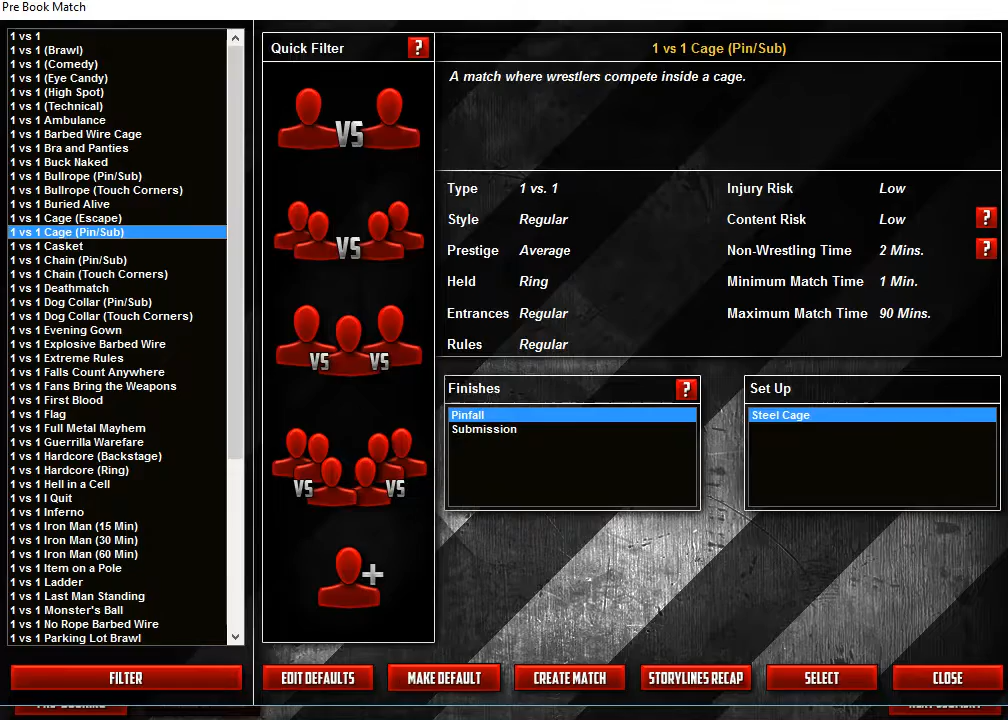 Pre Book Match
1 vs 1
1 vs 1 (Brawl)
1 vs 1 (Comedy)
1 vs 1 (Eye Candy)
1 vs 1 (High Spot)
1 vs 1 (Technical)
1 vs 1 Ambulance
1 vs 1 Barbed Wire Cage
1 vs 1 Bra and Panties
1 vs 1 Buck Naked
1 vs 1 Bullrope (Pin/Sub)
1 vs 1 Bullrope (Touch Corners)
1 vs 1 Buried Alive
1 vs 1 Cage (Escape)
1 vs 1 Cage (Pin/Sub)
1 vs 1 Casket
1 vs 1 Chain (Pin/Sub)
1 vs 1 Chain (Touch Corners)
1 vs 1 Deathmatch
1 vs 1 Dog Collar (Pin/Sub)
1 vs 1 Dog Collar (Touch Corners)
1 vs 1 Evening Gown
1 vs 1 Explosive Barbed Wire
1 vs 1 Extreme Rules
1 vs 1 Falls Count Anywhere
1 vs 1 Fans Bring the Weapons
1 vs 1 First Blood
1 vs 1 Flag
1 vs 1 Full Metal Mayhem
1 vs 1 Guerrilla Warefare
1 vs 1 Hardcore (Backstage)
1 vs 1 Hardcore (Ring)
1 vs 1 Hell in a Cell
1 vs 1 I Quit
1 vs 1 Inferno
1 vs 1 Iron Man (15 Min)
1 vs 1 Iron Man (30 Min)
1 vs 1 Iron Man (60 Min)
1 vs 1 Item on a Pole
1 vs 1 Ladder
1 vs 1 Last Man Standing
1 vs 1 Monster's Ball
1 vs 1 No Rope Barbed Wire
1 vs 1 Parking Lot Brawl
FILTER
Quick Filter ?
VS
VS
VS VS
VS VS
+
1 vs 1 Cage (Pin/Sub)
A match where wrestlers compete inside a cage.
Type 1 vs. 1
Style Regular
Prestige Average
Held Ring
Entrances Regular
Rules Regular
Injury Risk Low
Content Risk Low ?
Non-Wrestling Time 2 Mins. ?
Minimum Match Time 1 Min.
Maximum Match Time 90 Mins.
Finishes ?
Pinfall
Submission
Set Up
Steel Cage
EDIT DEFAULTS
MAKE DEFAULT
CREATE MATCH
STORYLINES RECAP
SELECT
CLOSE